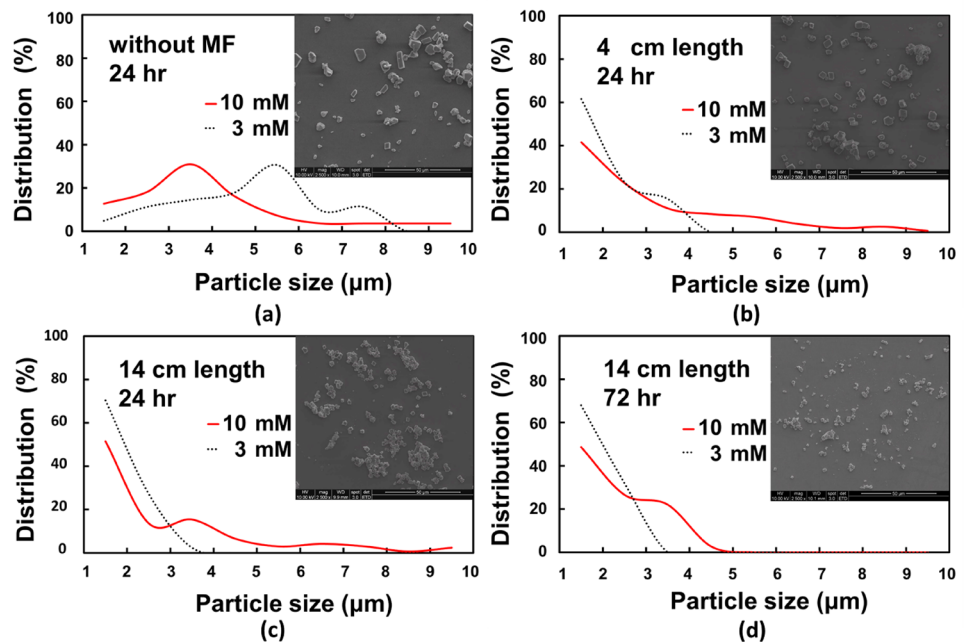 Distribution (%)
100
80
60
40
20
0
without MF
24 hr
10 mM
3 mM
1 2 3 4 5 6 7 8 9 10
Particle size (μm)
(a)
Distribution (%)
100
80
60
40
20
0
4 cm length
24 hr
10 mM
3 mM
1 2 3 4 5 6 7 8 9 10
Particle size (μm)
(b)
Distribution (%)
100
80
60
40
20
0
14 cm length
24 hr
10 mM
3 mM
1 2 3 4 5 6 7 8 9 10
Particle size (μm)
(c)
Distribution (%)
100
80
60
40
20
0
14 cm length
72 hr
10 mM
3 mM
1 2 3 4 5 6 7 8 9 10
Particle size (μm)
(d)